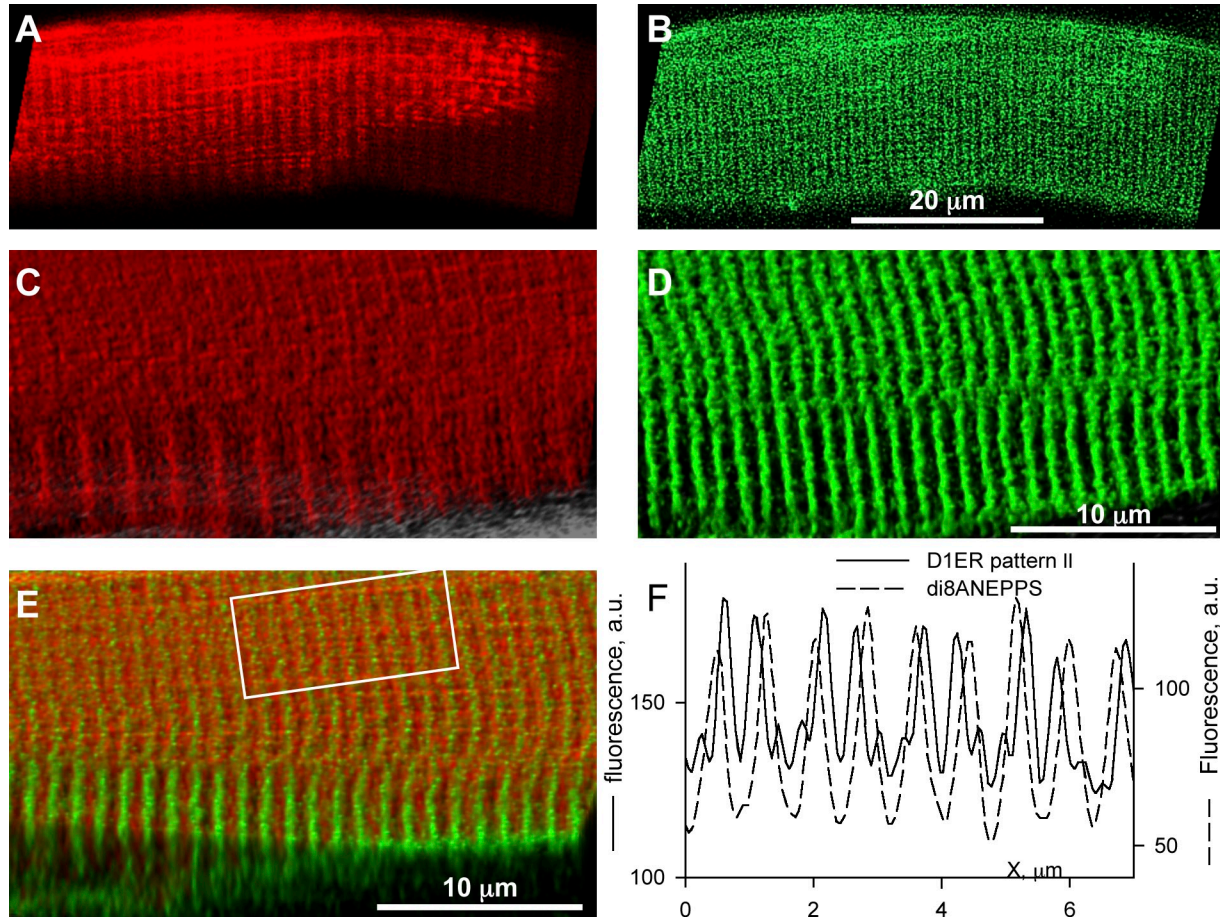 A
B
20 μm
C
D
10 μm
E
10 μm
F
D1ER pattern II
di8ANEPPS
fluorescence, a.u.
150
100
Fluorescence, a.u.
100
50
X, μm
0
2
4
6